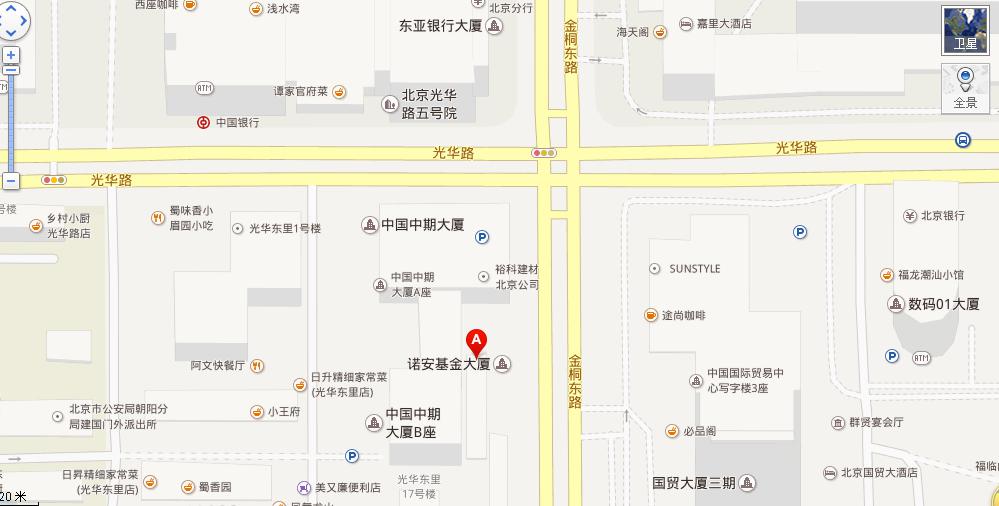 西座咖啡
浅水湾
北京分行
东亚银行大厦
金桐东路
海天阁
嘉里大酒店
卫星
全景
ATM
谭家官府菜
北京光华
路五号院
中国银行
光华路
光华路
光华路
号楼
乡村小厨
光华路店
蜀味香小
眉园小吃
光华东里1号楼
中国中期大厦
P
P
北京银行
中国中期
大厦A座
裕科建材
北京公司
SUNSTYLE
福龙潮汕小馆
途尚咖啡
数码01大厦
A
诺安基金大厦
金桐东路
P
ATM
阿文快餐厅
日升精细家常菜
(光华东里店)
中国国际贸易中
心写字楼3座
北京市公安局朝阳分
局建国门外派出所
小王府
中国中期
大厦B座
必品阁
群贤宴会厅
P
日昇精细家常菜
(光华东里店)
蜀香园
美又廉便利店
光华东里
17号楼
国贸大厦三期
北京国贸大酒店
福临
20 米